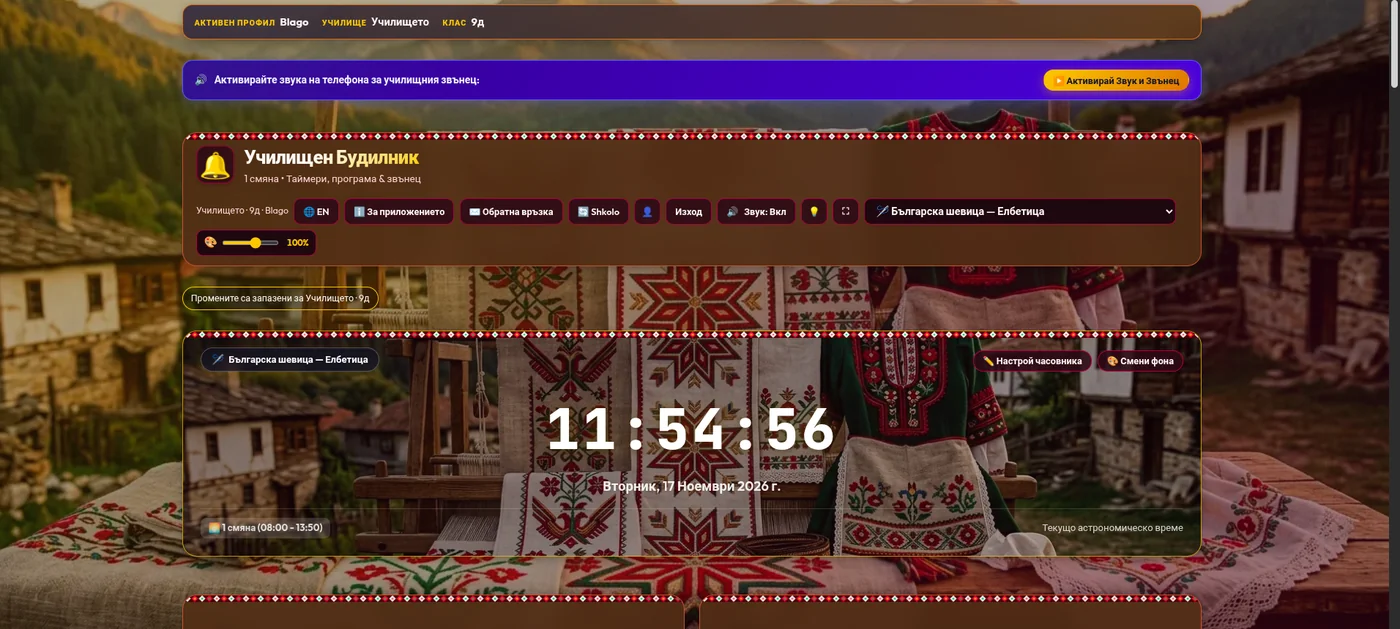 АКТИВЕН ПРОФИЛ Blago УЧИЛИЩЕ Училището КЛАС 9д
🔊 Активирайте звука на телефона за училищния звънец:
▶️ Активирай Звук и Звънец
Училищен Будилник
1 смяна • Таймери, програма & звънец
Училището · 9д · Blago
🌐 EN
ℹ️ За приложението
✉️ Обратна връзка
🔄 Shkolo
👤
Изход
🔊 Звук: Вкл
💡
⛶
🪡 Българска шевица — Елбетица
🎨 100%
Промените са запазени за Училището · 9д
🪡 Българска шевица — Елбетица
✏️ Настрой часовника
🎨 Смени фона
11:54:56
Вторник, 17 Ноември 2026 г.
🌅 1 смяна (08:00 - 13:50)
Текущо астрономическо време